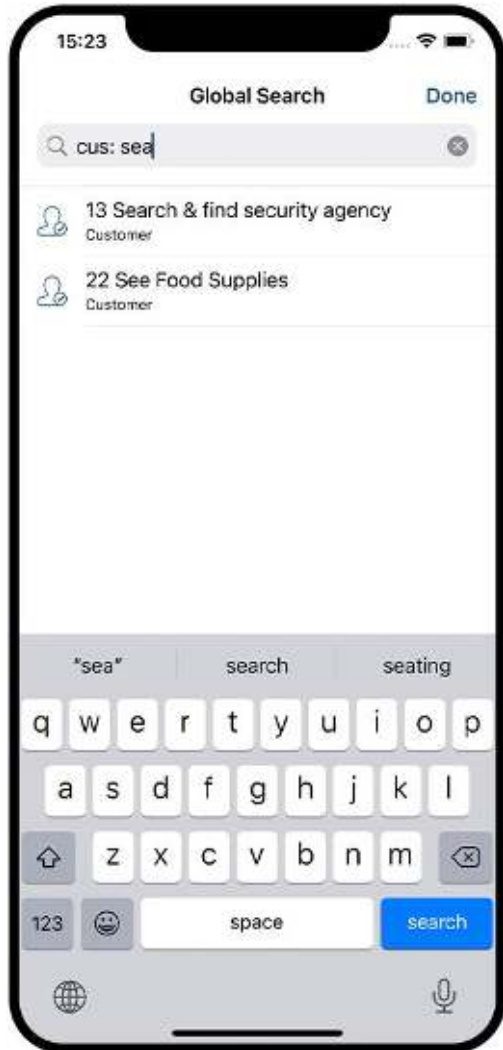 15:23
Global Search Done
cus: sea
13 Search & find security agency
Customer
22 See Food Supplies
Customer
"sea" search seating
q w e r t y u i o p
a s d f g h j k l
z x c v b n m
123 space search